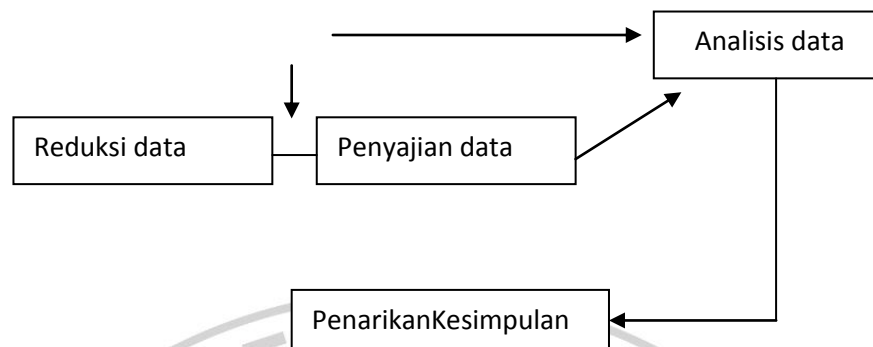 Analisis data
Reduksi data
Penyajian data
PenarikanKesimpulan